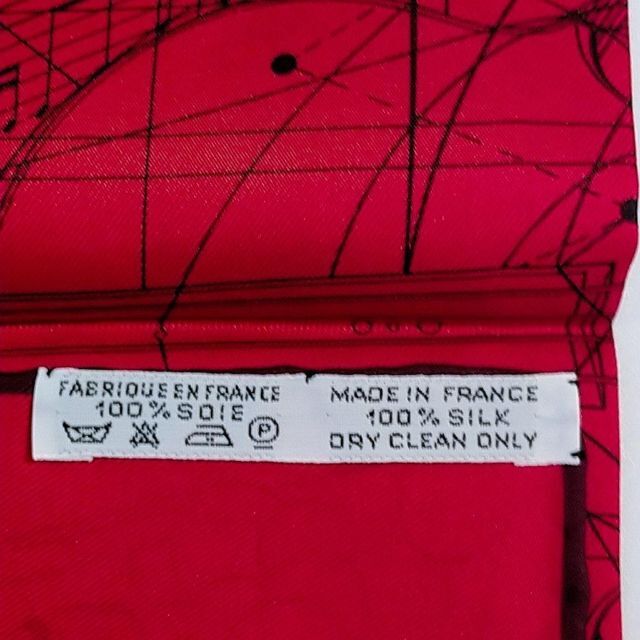 FABRIQUE EN FRANCE
100% SOIE
P
MADE IN FRANCE
100% SILK
DRY CLEAN ONLY